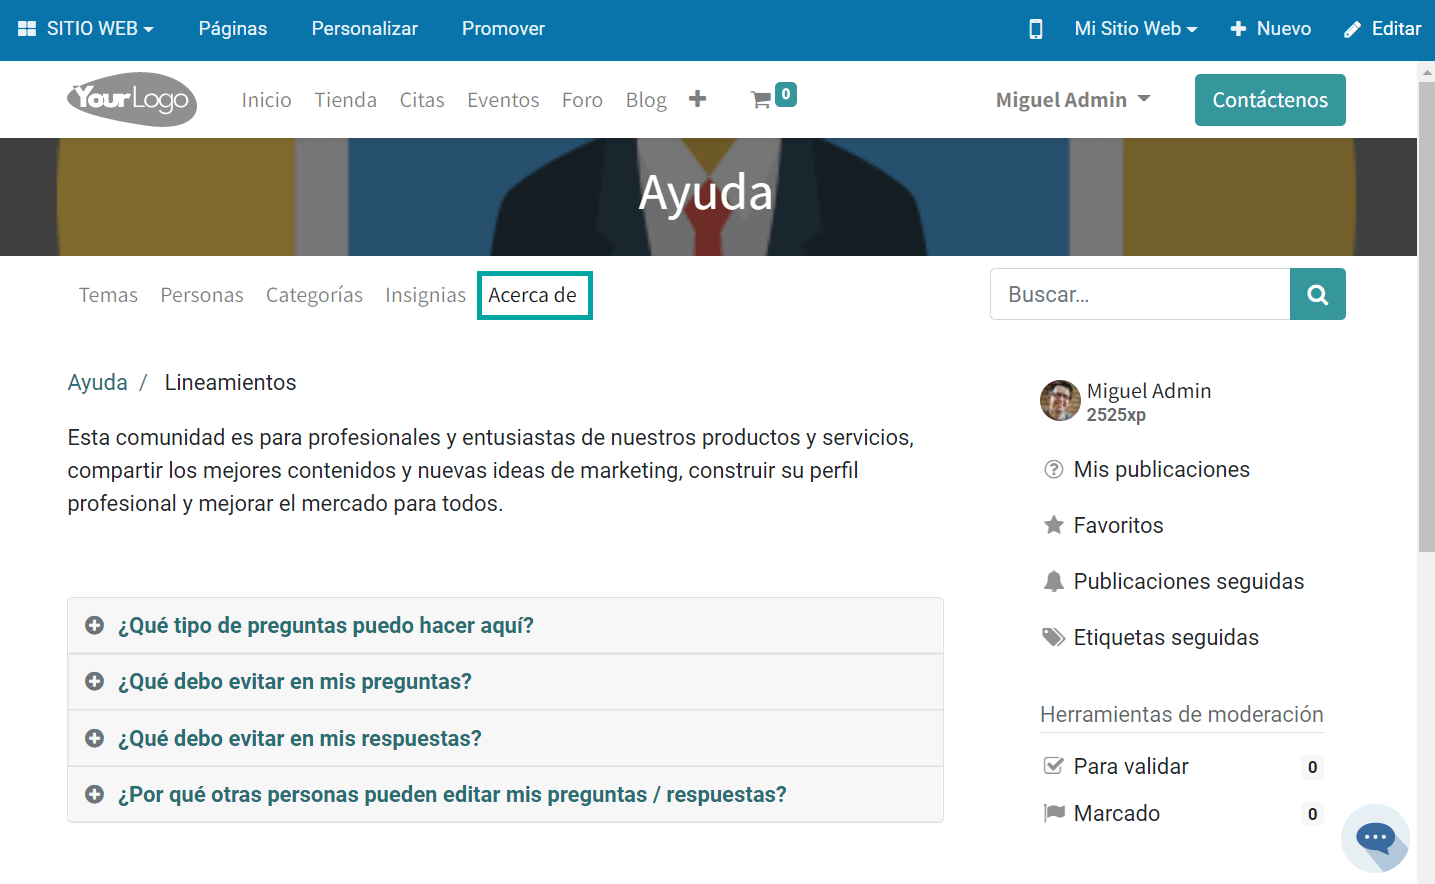 SITIO WEB
Páginas
Personalizar
Promover
Mi Sitio Web
Nuevo
Editar
YourLogo
Inicio
Tienda
Citas
Eventos
Foro
Blog
0
Miguel Admin
Contáctenos
Ayuda
Temas
Personas
Categorías
Insignias
Acerca de
Buscar...
Ayuda / Lineamientos
Esta comunidad es para profesionales y entusiastas de nuestros productos y servicios,
compartir los mejores contenidos y nuevas ideas de marketing, construir su perfil
profesional y mejorar el mercado para todos.
¿Qué tipo de preguntas puedo hacer aquí?
¿Qué debo evitar en mis preguntas?
¿Qué debo evitar en mis respuestas?
¿Por qué otras personas pueden editar mis preguntas / respuestas?
Miguel Admin
2525xp
Mis publicaciones
Favoritos
Publicaciones seguidas
Etiquetas seguidas
Herramientas de moderación
Para validar 0
Marcado 0